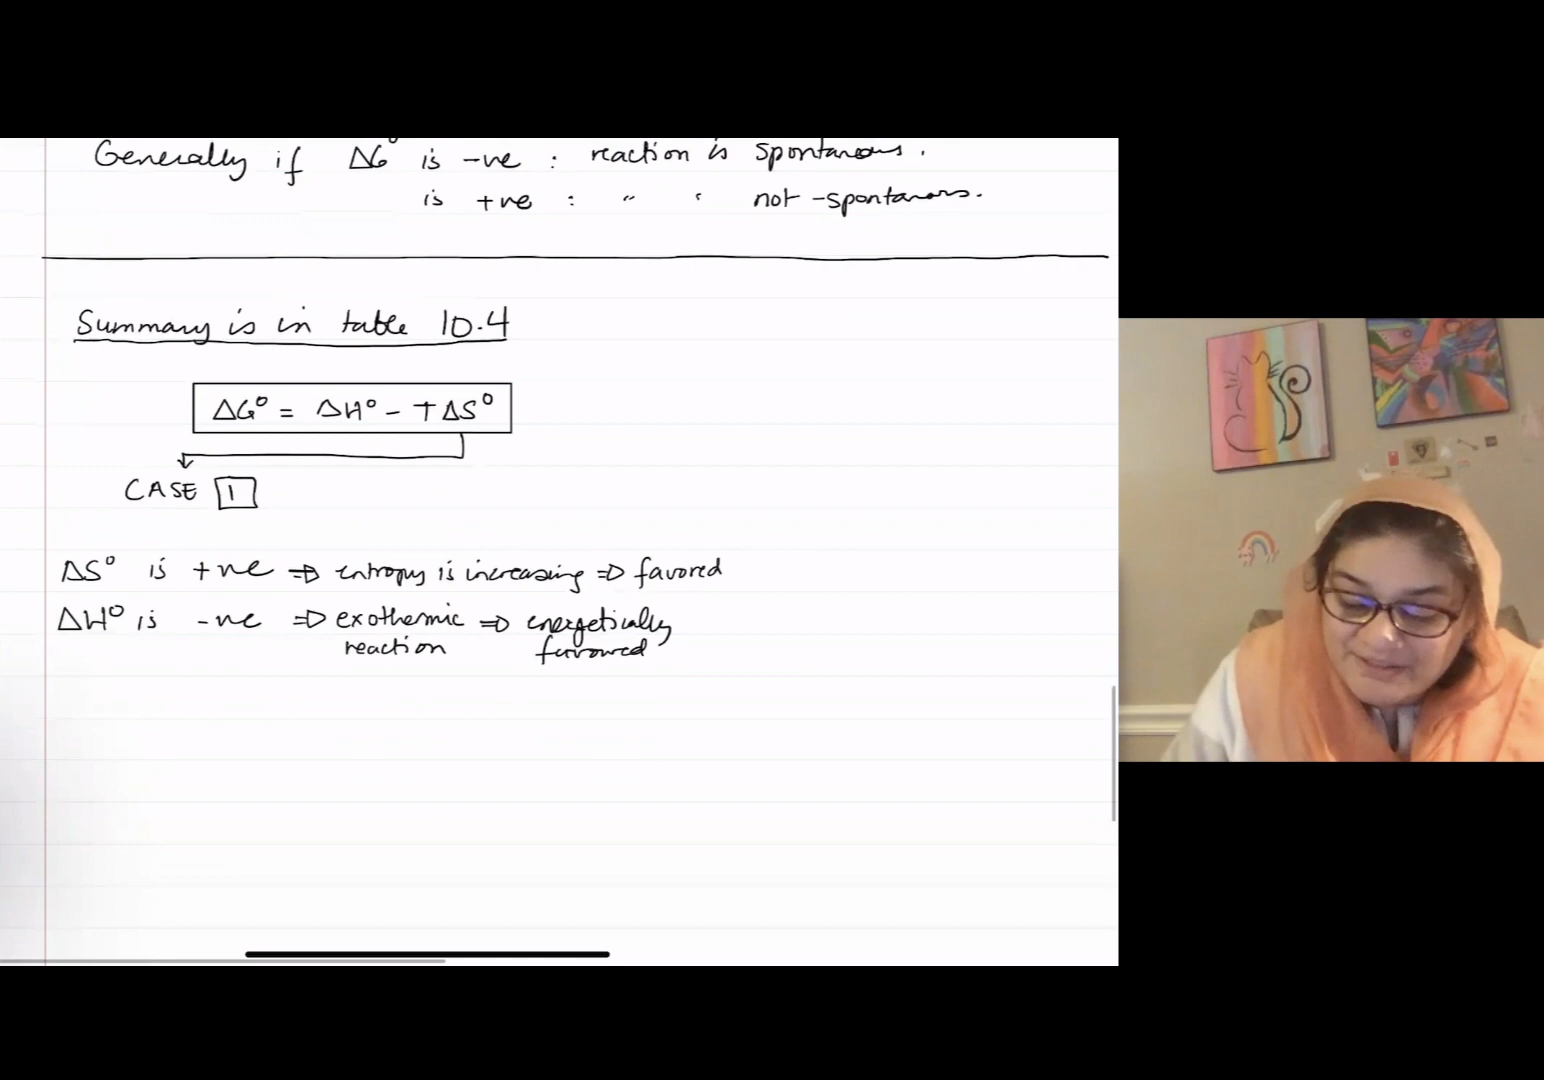 Generally if ΔG° is -ve : reaction is spontaneous.
is +ve : " " not -spontaneous.
Summary is in table 10.4
ΔG° = ΔH° - TΔS°
CASE 1
ΔS° is +ve ⇒ entropy is increasing ⇒ favored
ΔH° is -ve ⇒ exothermic reaction ⇒ energetically favoured